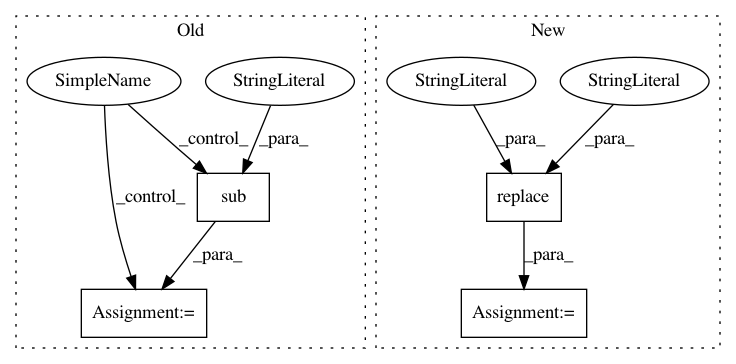 Old
New
SimpleName
StringLiteral
StringLiteral
StringLiteral
_control_
_para_
_para_
_para_
_control_
sub
replace
_para_
_para_
Assignment:=
Assignment:=